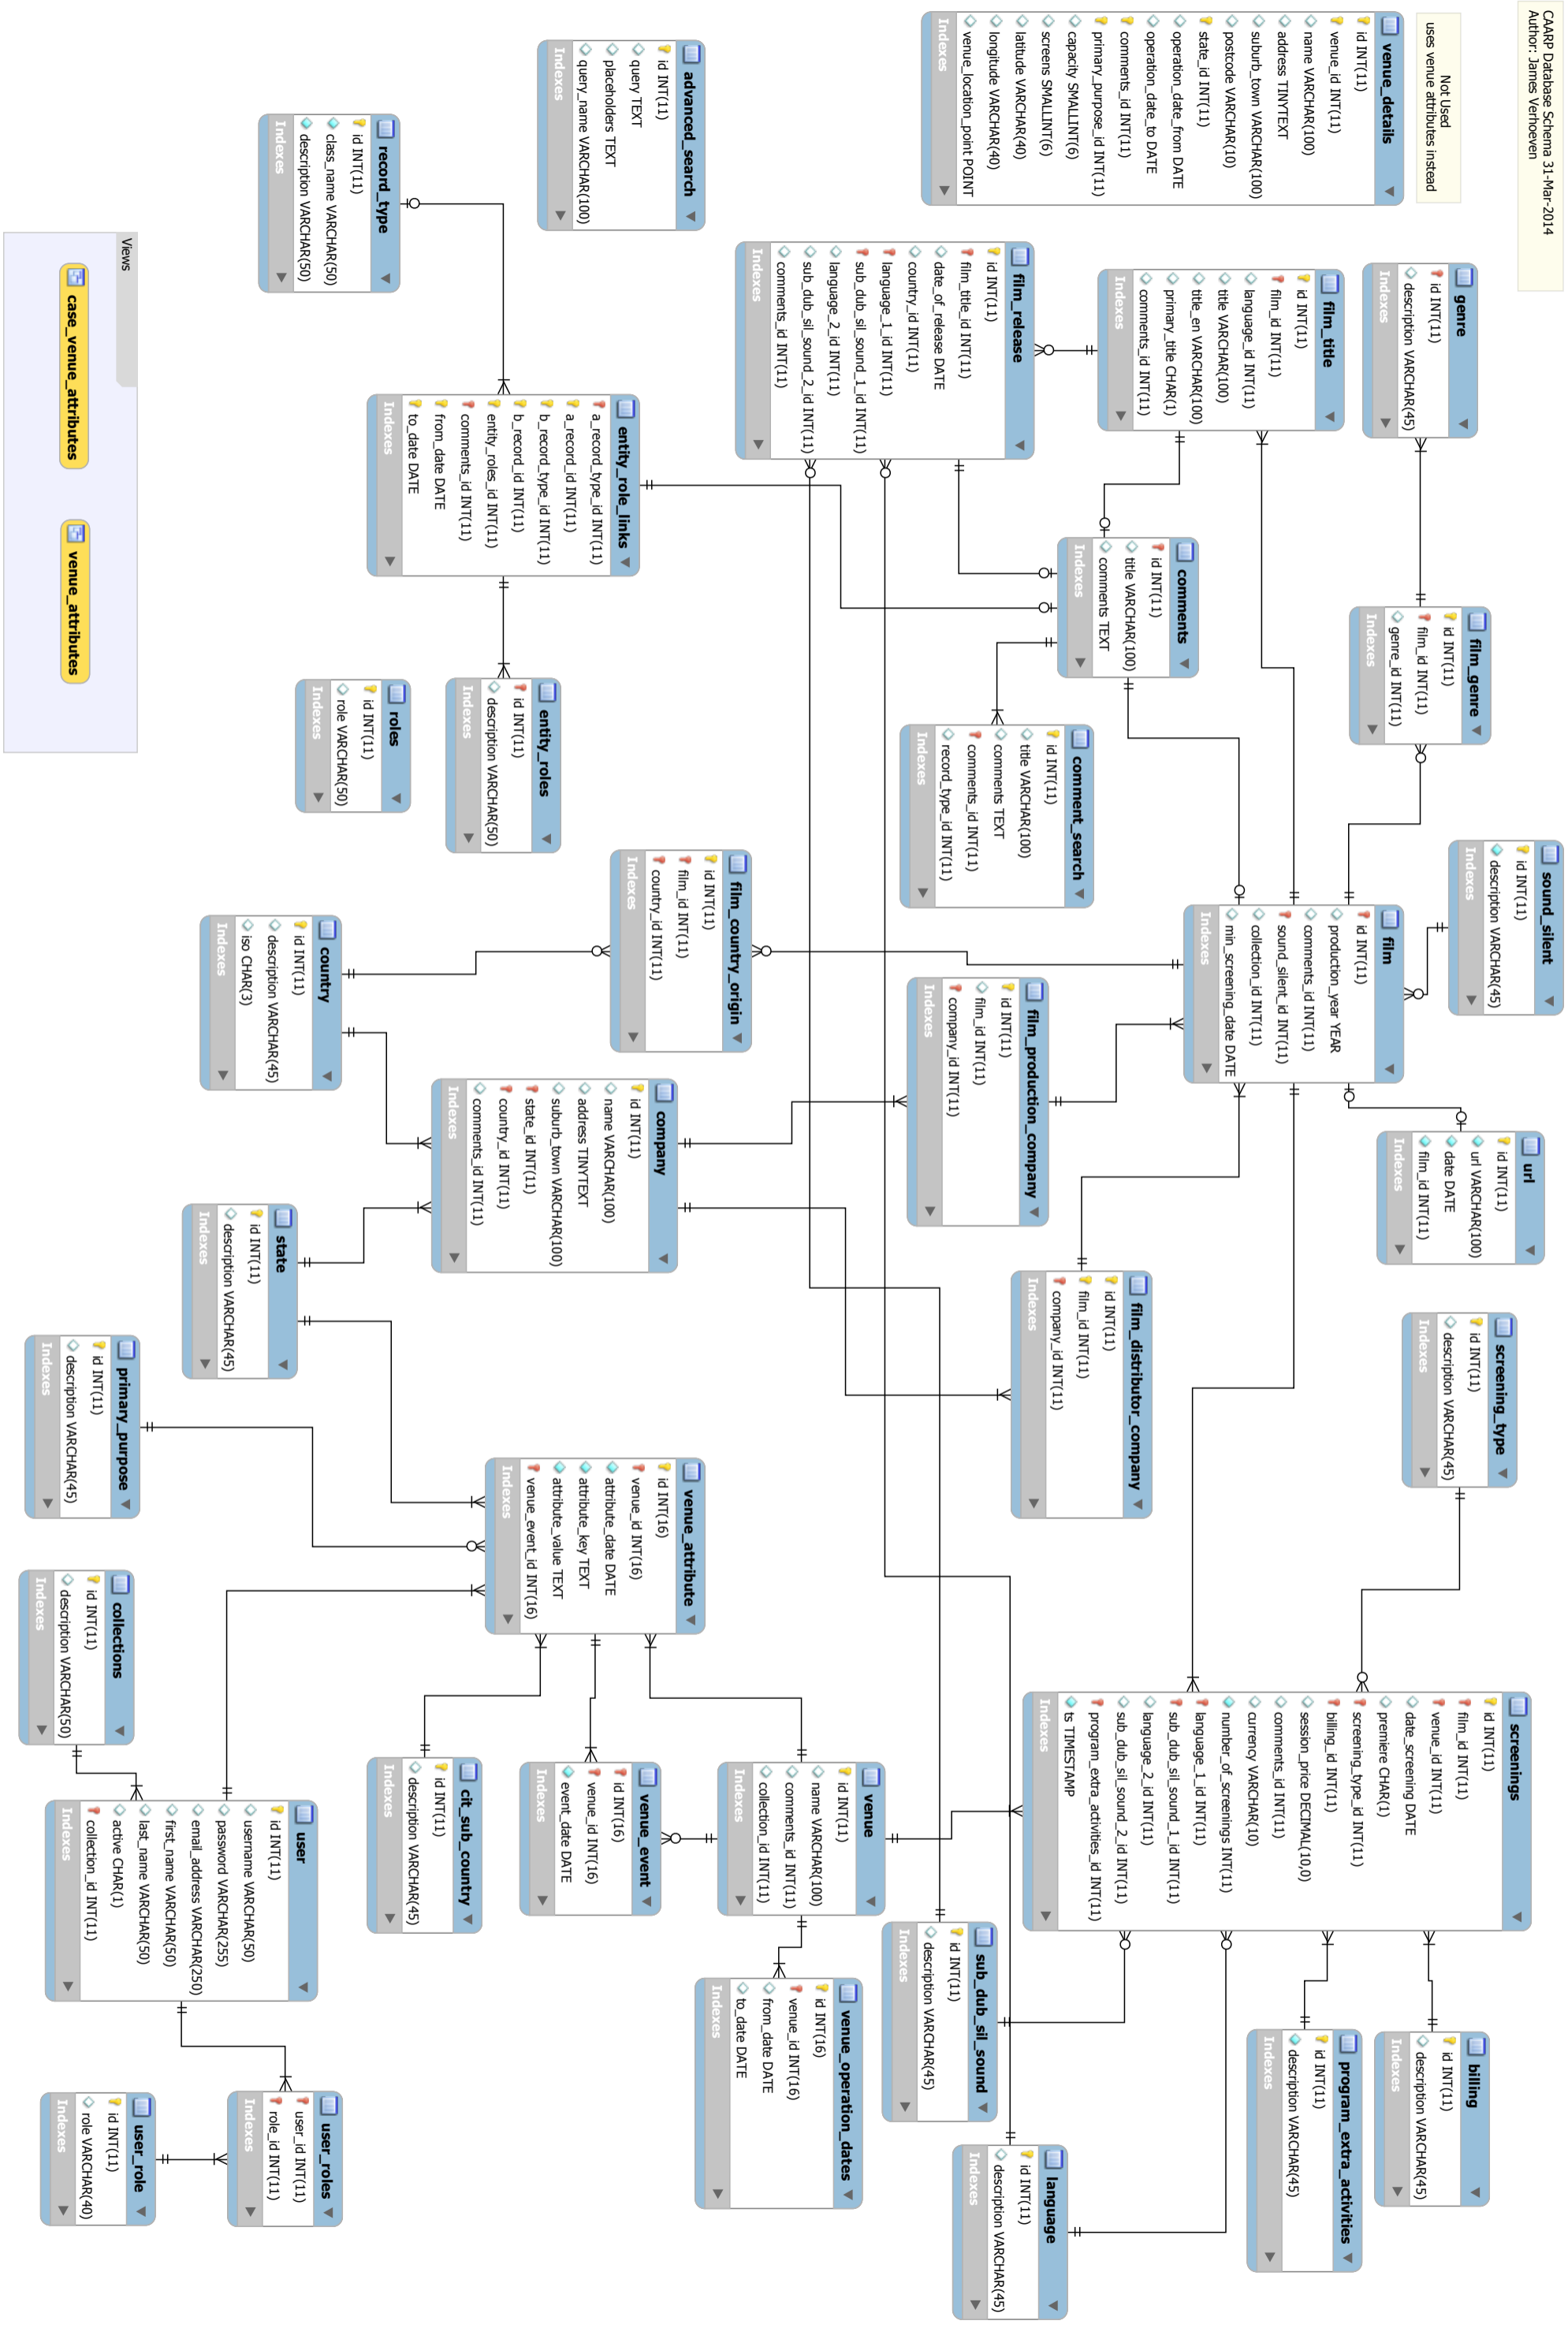 CAARP Database Schema 31-Mar-2014
Author: James Verhoeven
Not Used
uses venue attributes instead
venue_details
id INT(11)
venue_id INT(11)
name VARCHAR(100)
address TINYTEXT
suburb_town VARCHAR(100)
postcode VARCHAR(10)
state_id INT(11)
operation_date_from DATE
operation_date_to DATE
comments_id INT(11)
primary_purpose_id INT(11)
capacity SMALLINT(6)
screens SMALLINT(6)
latitude VARCHAR(40)
longitude VARCHAR(40)
venue_location_point POINT
Indexes
advanced_search
id INT(11)
query TEXT
placeholders TEXT
query_name VARCHAR(100)
Indexes
record_type
id INT(11)
class_name VARCHAR(50)
description VARCHAR(50)
Indexes
Views
case_venue_attributes
venue_attributes
genre
id INT(11)
description VARCHAR(45)
Indexes
film_title
id INT(11)
film_id INT(11)
language_id INT(11)
title VARCHAR(100)
title_en VARCHAR(100)
primary_title CHAR(1)
comments_id INT(11)
Indexes
film_release
id INT(11)
film_title_id INT(11)
date_of_release DATE
country_id INT(11)
language_1_id INT(11)
sub_dub_sil_sound_1_id INT(11)
language_2_id INT(11)
sub_dub_sil_sound_2_id INT(11)
comments_id INT(11)
Indexes
entity_role_links
a_record_type_id INT(11)
a_record_id INT(11)
b_record_type_id INT(11)
b_record_id INT(11)
entity_roles_id INT(11)
comments_id INT(11)
from_date DATE
to_date DATE
Indexes
film_genre
id INT(11)
film_id INT(11)
genre_id INT(11)
Indexes
comments
id INT(11)
title VARCHAR(100)
comments TEXT
Indexes
comment_search
id INT(11)
title VARCHAR(100)
comments TEXT
comments_id INT(11)
record_type_id INT(11)
Indexes
entity_roles
id INT(11)
description VARCHAR(50)
Indexes
roles
id INT(11)
role VARCHAR(50)
Indexes
sound_silent
id INT(11)
description VARCHAR(45)
Indexes
film
id INT(11)
production_year YEAR
comments_id INT(11)
sound_silent_id INT(11)
collection_id INT(11)
min_screening_date DATE
Indexes
film_country_origin
id INT(11)
film_id INT(11)
country_id INT(11)
Indexes
country
id INT(11)
description VARCHAR(45)
iso CHAR(3)
Indexes
film_production_company
id INT(11)
film_id INT(11)
company_id INT(11)
Indexes
company
id INT(11)
name VARCHAR(100)
address TINYTEXT
suburb_town VARCHAR(100)
state_id INT(11)
country_id INT(11)
comments_id INT(11)
Indexes
url
id INT(11)
url VARCHAR(100)
date DATE
film_id INT(11)
Indexes
state
id INT(11)
description VARCHAR(45)
Indexes
film_distributor_company
id INT(11)
film_id INT(11)
company_id INT(11)
Indexes
screening_type
id INT(11)
description VARCHAR(45)
Indexes
primary_purpose
id INT(11)
description VARCHAR(45)
Indexes
venue_attribute
id INT(16)
venue_id INT(16)
attribute_date DATE
attribute_key TEXT
attribute_value TEXT
venue_event_id INT(16)
Indexes
collections
id INT(11)
description VARCHAR(50)
Indexes
screenings
id INT(11)
film_id INT(11)
venue_id INT(11)
date_screening DATE
premiere CHAR(1)
screening_type_id INT(11)
billing_id INT(11)
session_price DECIMAL(10,0)
comments_id INT(11)
currency VARCHAR(10)
number_of_screenings INT(11)
language_1_id INT(11)
sub_dub_sil_sound_1_id INT(11)
language_2_id INT(11)
sub_dub_sil_sound_2_id INT(11)
program_extra_activities_id INT(11)
ts TIMESTAMP
Indexes
venue
id INT(11)
name VARCHAR(100)
comments_id INT(11)
collection_id INT(11)
Indexes
venue_event
id INT(16)
venue_id INT(16)
event_date DATE
Indexes
cit_sub_country
id INT(11)
description VARCHAR(45)
Indexes
user
id INT(11)
username VARCHAR(50)
password VARCHAR(255)
email_address VARCHAR(250)
first_name VARCHAR(50)
last_name VARCHAR(50)
active CHAR(1)
collection_id INT(11)
Indexes
sub_dub_sil_sound
id INT(11)
description VARCHAR(45)
Indexes
venue_operation_dates
id INT(16)
venue_id INT(16)
from_date DATE
to_date DATE
Indexes
billing
id INT(11)
description VARCHAR(45)
Indexes
program_extra_activities
id INT(11)
description VARCHAR(45)
Indexes
language
id INT(11)
description VARCHAR(45)
Indexes
user_roles
user_id INT(11)
role_id INT(11)
Indexes
user_role
id INT(11)
role VARCHAR(40)
Indexes